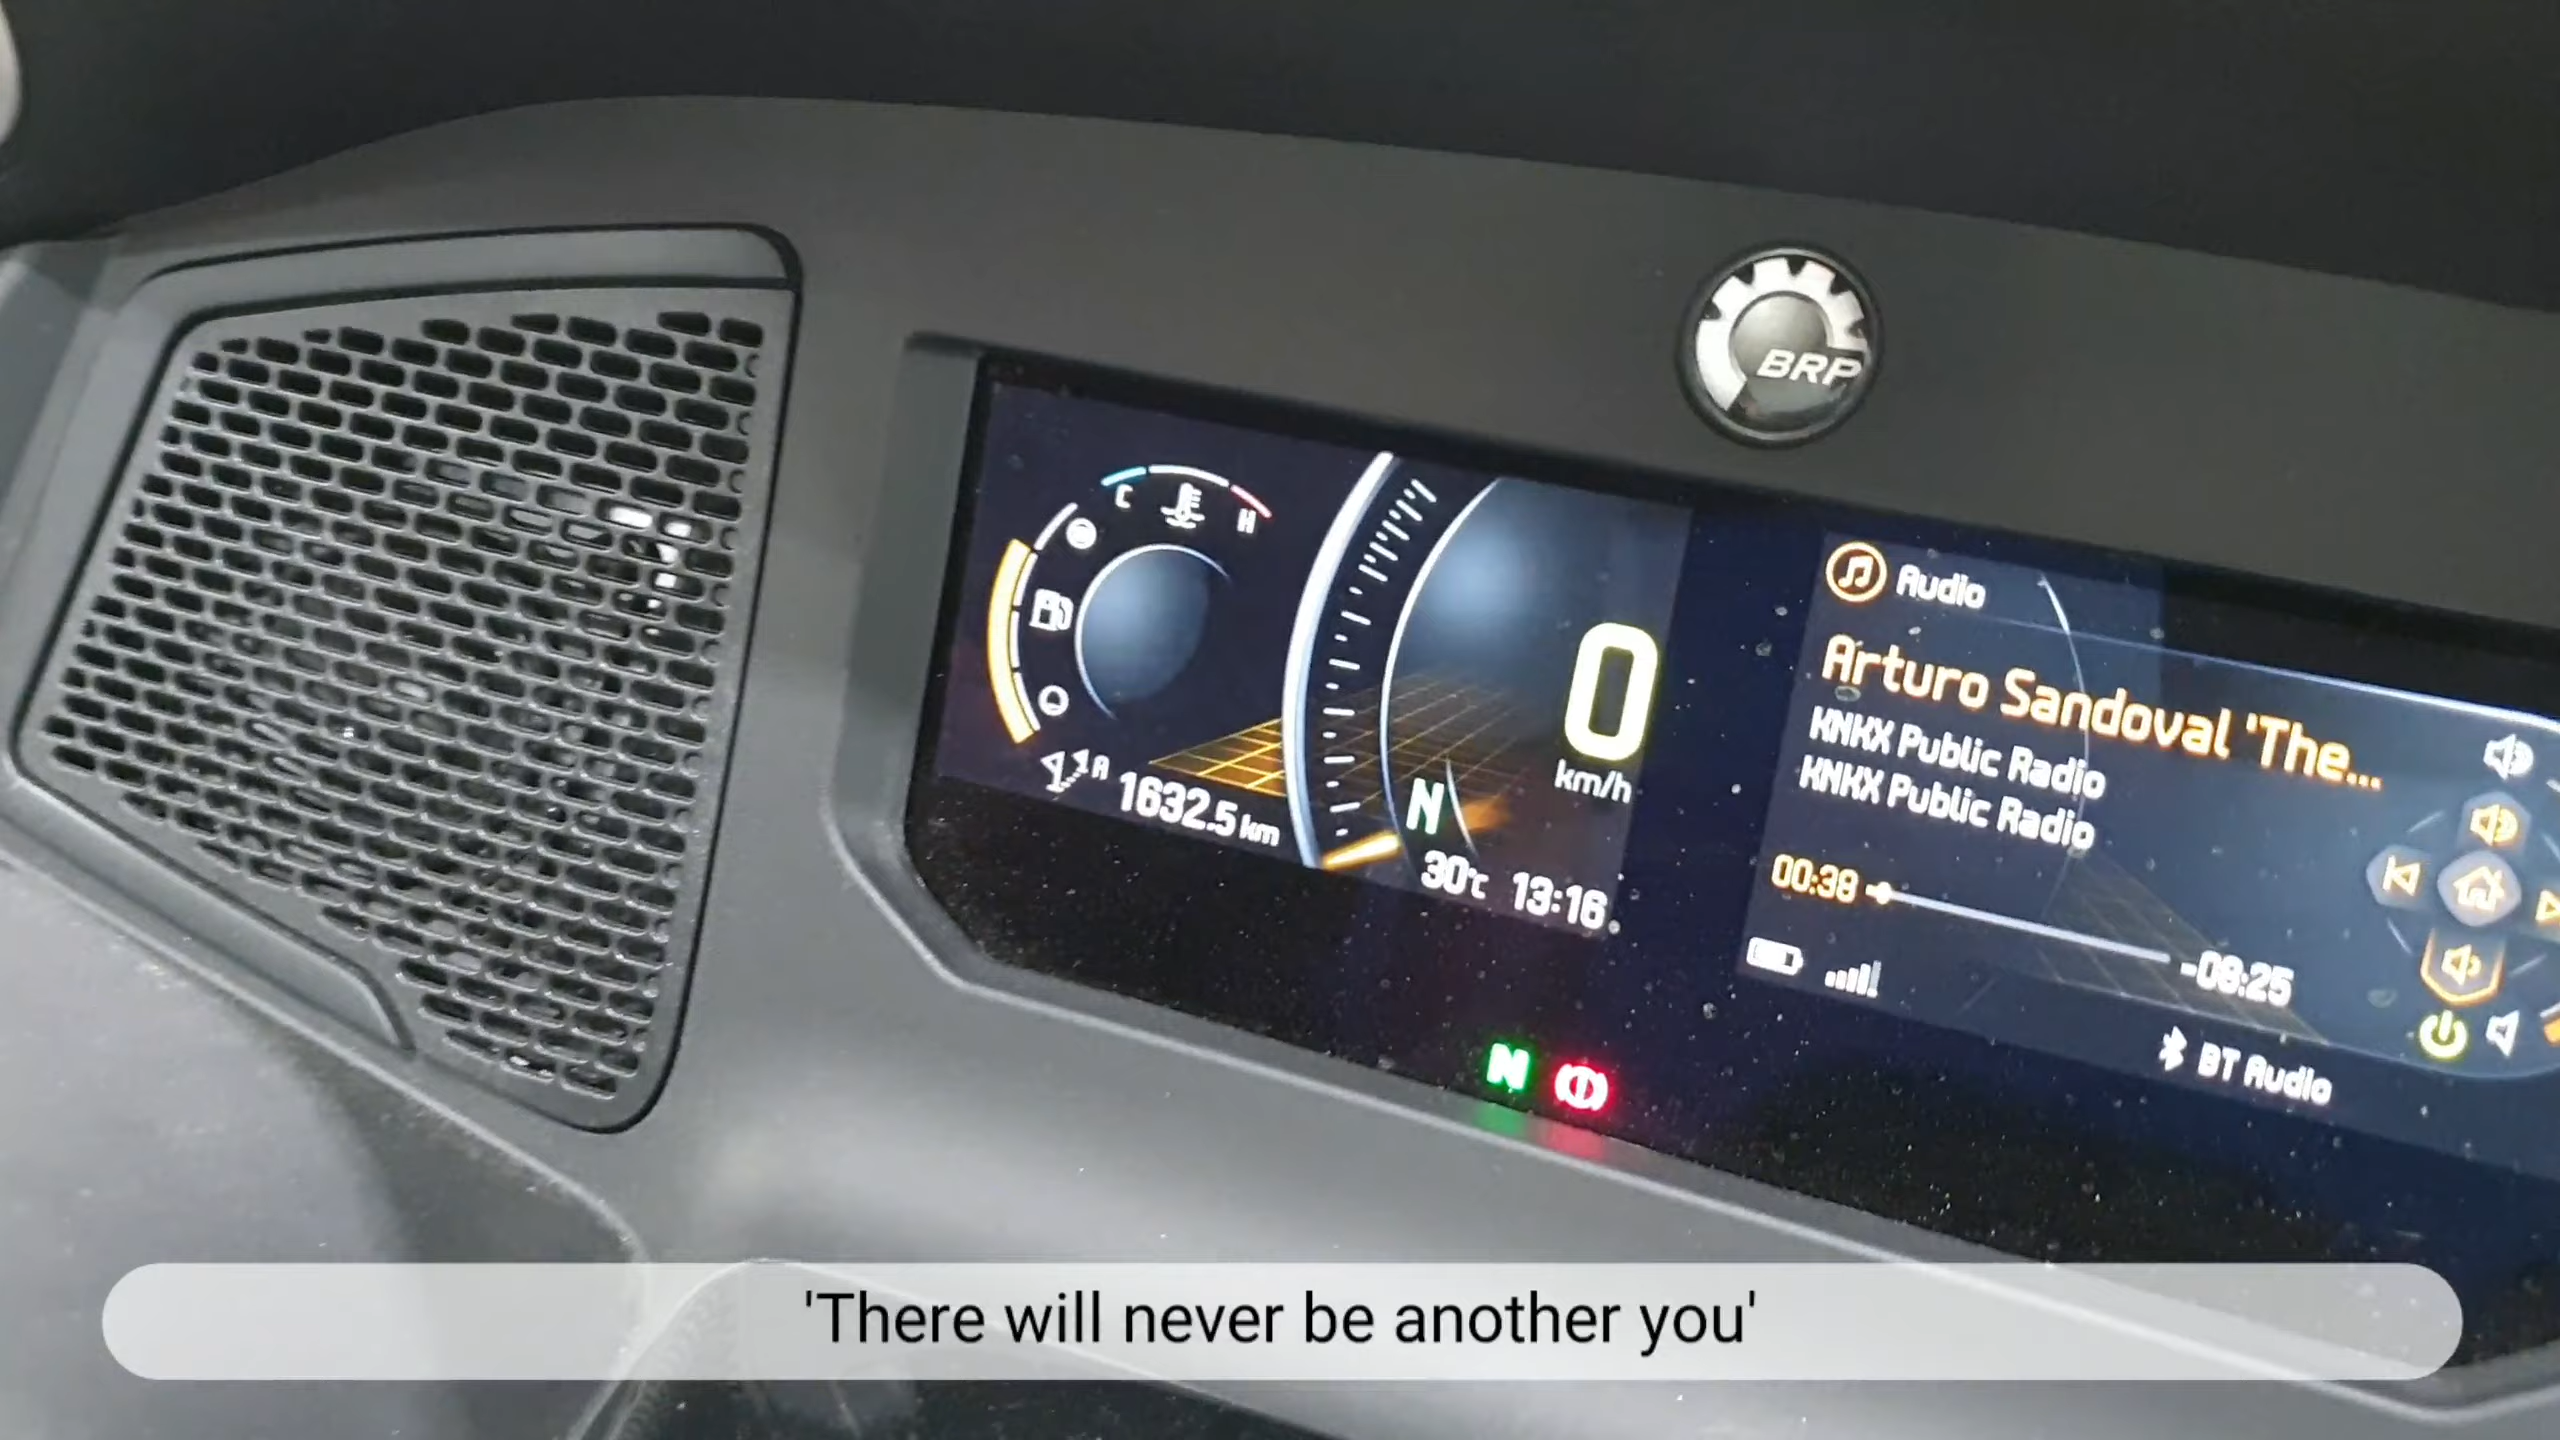 BRP
C
H
A
1632.5 km
0
km/h
N
30°C 13:16
Audio
Arturo Sandoval 'The...
KNKX Public Radio
KNKX Public Radio
00:38
-08:25
BT Audio
N
'There will never be another you'